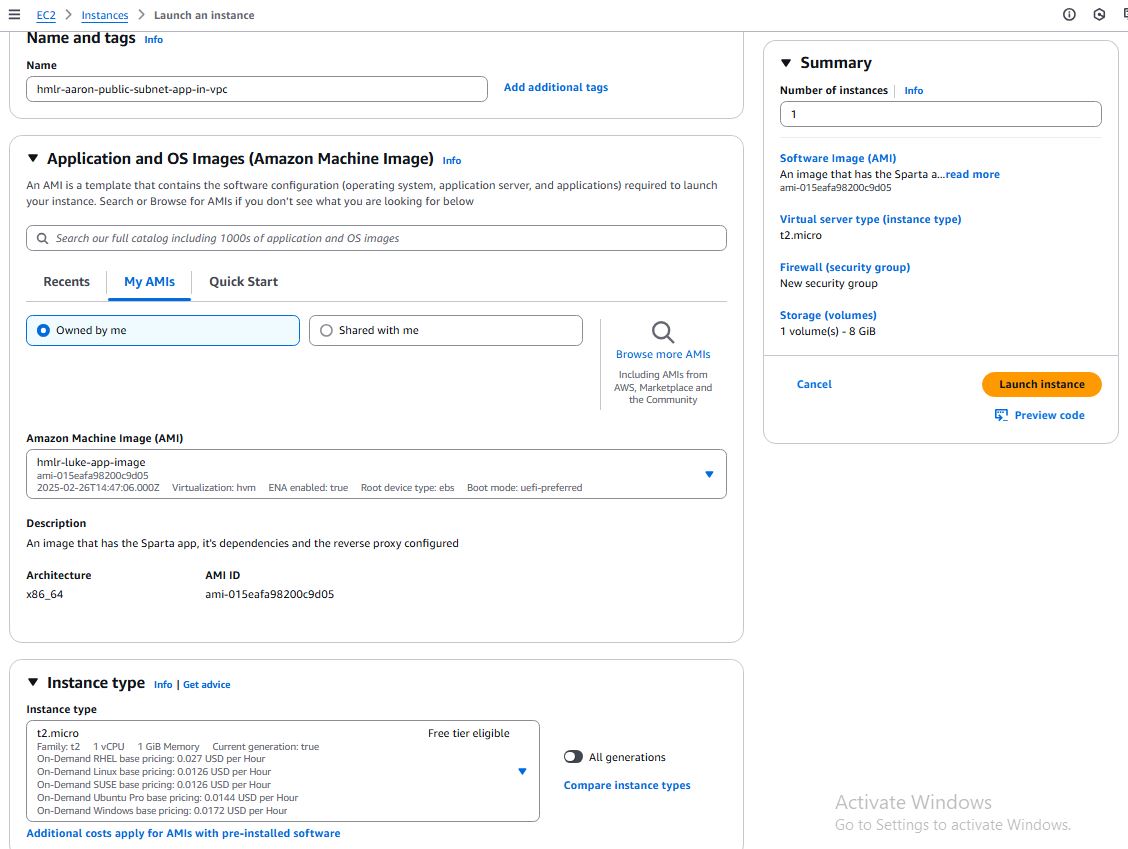 EC2 > Instances > Launch an instance
Name and tags Info
Name
hmlr-aaron-public-subnet-app-in-vpc
Add additional tags
Application and OS Images (Amazon Machine Image) Info
An AMI is a template that contains the software configuration (operating system, application server, and applications) required to launch
your instance. Search or Browse for AMIs if you don't see what you are looking for below
Search our full catalog including 1000s of application and OS images
Recents My AMIs Quick Start
Owned by me
Shared with me
Browse more AMIs
Including AMIs from
AWS, Marketplace and
the Community
Amazon Machine Image (AMI)
hmlr-luke-app-image
ami-015eafa98200c9d05
2025-02-26T14:47:06.000Z Virtualization: hvm ENA enabled: true Root device type: ebs Boot mode: uefi-preferred
Description
An image that has the Sparta app, it's dependencies and the reverse proxy configured
Architecture AMI ID
x86_64 ami-015eafa98200c9d05
Instance type Info | Get advice
Instance type
t2.micro Free tier eligible
Family: t2 1 vCPU 1 GiB Memory Current generation: true
On-Demand RHEL base pricing: 0.027 USD per Hour
On-Demand Linux base pricing: 0.0126 USD per Hour
On-Demand SUSE base pricing: 0.0126 USD per Hour
On-Demand Ubuntu Pro base pricing: 0.0144 USD per Hour
On-Demand Windows base pricing: 0.0172 USD per Hour
All generations
Compare instance types
Additional costs apply for AMIs with pre-installed software
Summary
Number of instances Info
1
Software Image (AMI)
An image that has the Sparta a...read more
ami-015eafa98200c9d05
Virtual server type (instance type)
t2.micro
Firewall (security group)
New security group
Storage (volumes)
1 volume(s) - 8 GiB
Cancel
Launch instance
Preview code
Activate Windows
Go to Settings to activate Windows.